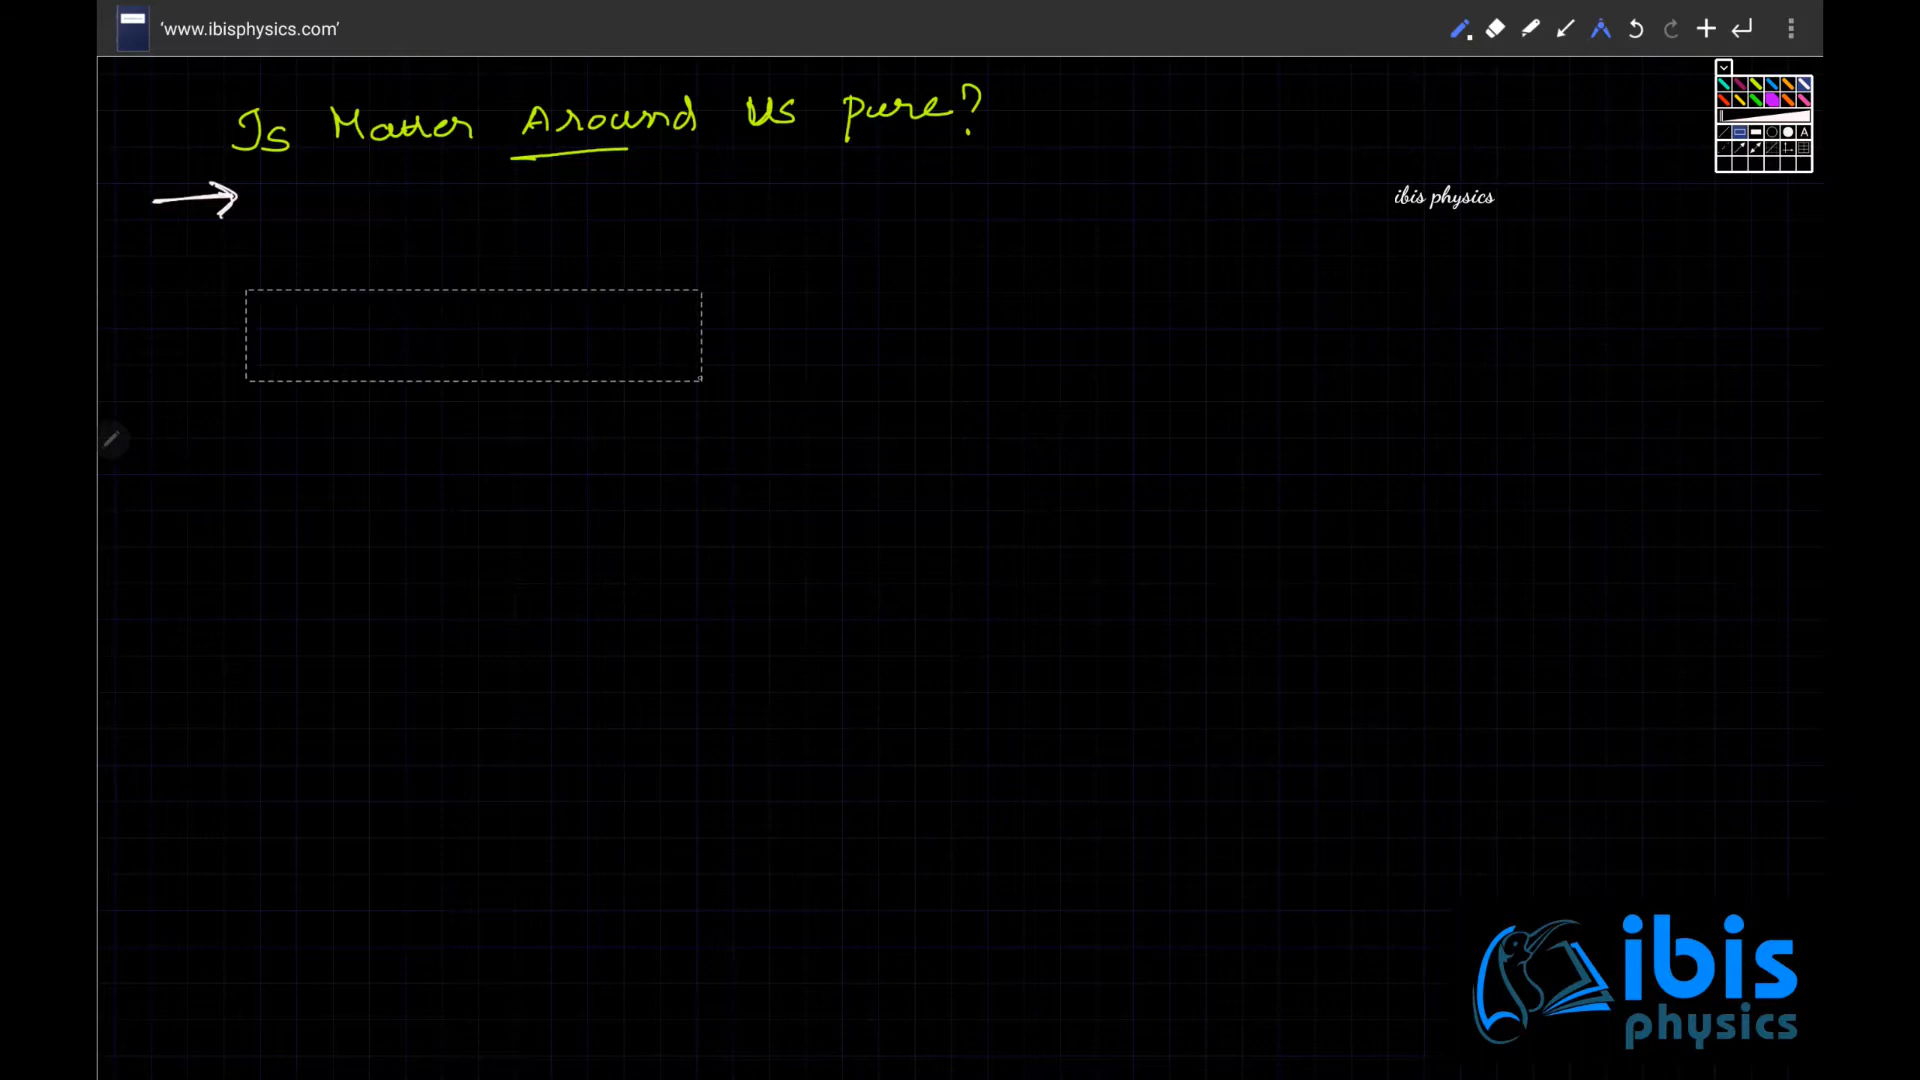 ‘www.ibisphysics.com’
Is Matter Around Us pure?
ibis physics
ibis
physics